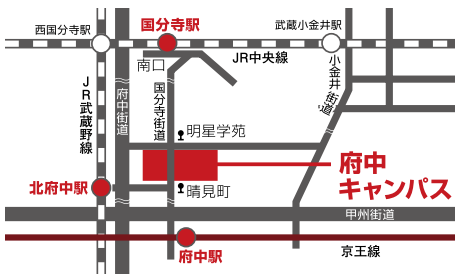 国分寺駅
西国分寺駅
武蔵小金井駅
JR中央線
南口
小金井街道
JR武蔵野線
府中街道
国分寺街道
明星学苑
府中
キャンパス
北府中駅
晴見町
甲州街道
府中駅
京王線